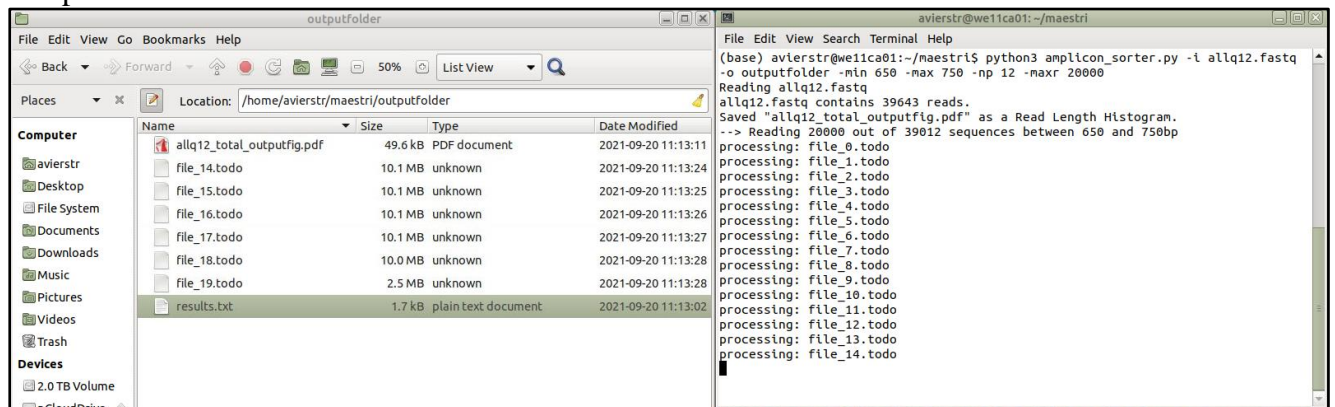 outputfolder
File Edit View Go Bookmarks Help
Back Forward 50% List View
Places Location: /home/avierstr/maestri/outputfolder
Computer
avierstr
Desktop
File System
Documents
Downloads
Music
Pictures
Videos
Trash
Devices
2.0 TB Volume
Name Size Type Date Modified
allq12_total_outputfig.pdf 49.6 kB PDF document 2021-09-20 11:13:11
file_14.todo 10.1 MB unknown 2021-09-20 11:13:24
file_15.todo 10.1 MB unknown 2021-09-20 11:13:25
file_16.todo 10.1 MB unknown 2021-09-20 11:13:26
file_17.todo 10.1 MB unknown 2021-09-20 11:13:27
file_18.todo 10.0 MB unknown 2021-09-20 11:13:28
file_19.todo 2.5 MB unknown 2021-09-20 11:13:28
results.txt 1.7 kB plain text document 2021-09-20 11:13:02
avierstr@we11ca01: ~/maestri
File Edit View Search Terminal Help
(base) avierstr@we11ca01:~/maestri$ python3 amplicon_sorter.py -i allq12.fastq
-o outputfolder -min 650 -max 750 -np 12 -maxr 20000
Reading allq12.fastq
allq12.fastq contains 39643 reads.
Saved "allq12_total_outputfig.pdf" as a Read Length Histogram.
--> Reading 20000 out of 39012 sequences between 650 and 750bp
processing: file_0.todo
processing: file_1.todo
processing: file_2.todo
processing: file_3.todo
processing: file_4.todo
processing: file_5.todo
processing: file_6.todo
processing: file_7.todo
processing: file_8.todo
processing: file_9.todo
processing: file_10.todo
processing: file_11.todo
processing: file_12.todo
processing: file_13.todo
processing: file_14.todo